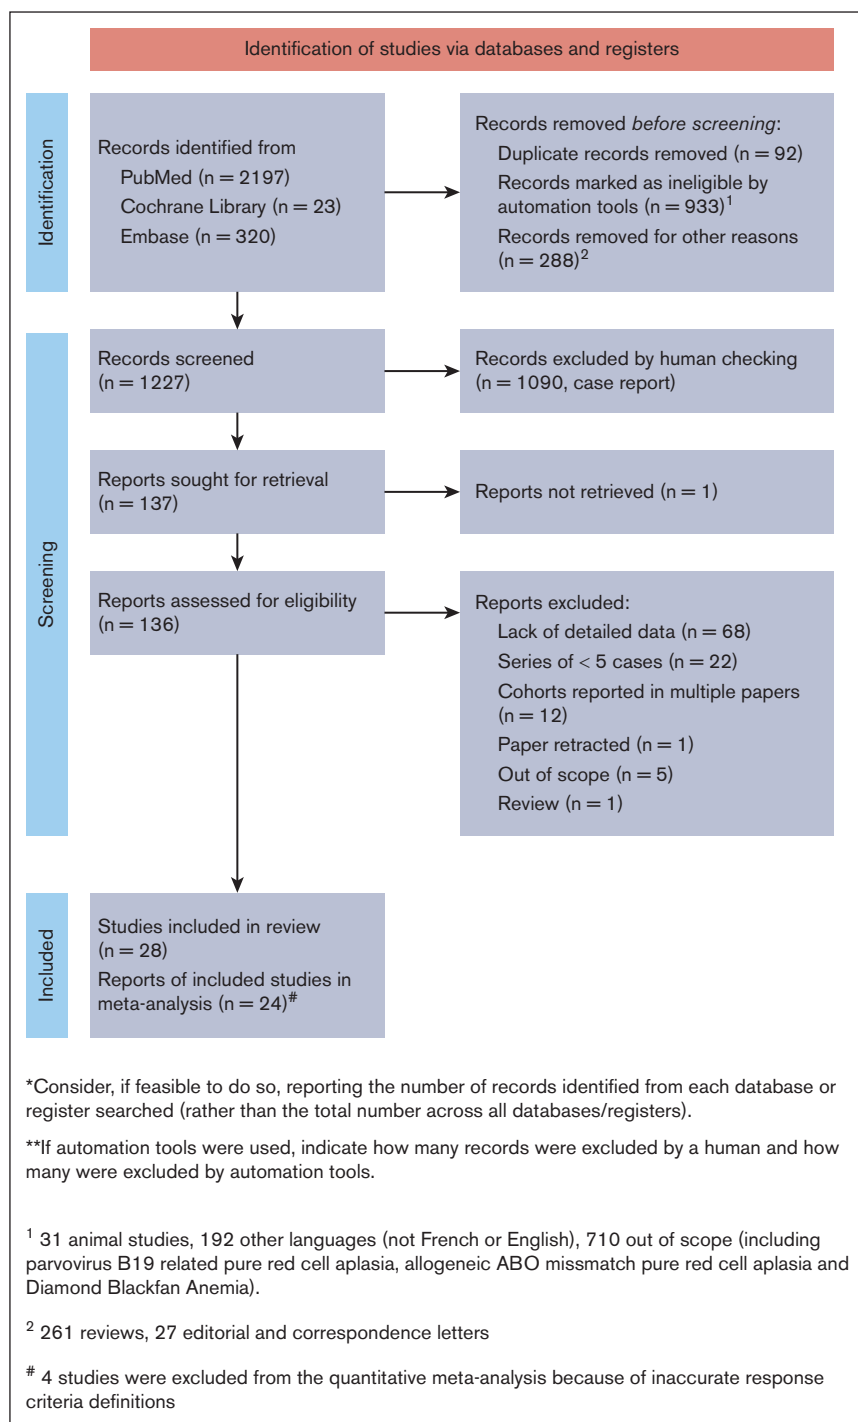 Identification of studies via databases and registers
Identification
Records identified from
PubMed (n = 2197)
Cochrane Library (n = 23)
Embase (n = 320)
Records removed before screening:
Duplicate records removed (n = 92)
Records marked as ineligible by
automation tools (n = 933)1
Records removed for other reasons
(n = 288)2
Screening
Records screened
(n = 1227)
Records excluded by human checking
(n = 1090, case report)
Reports sought for retrieval
(n = 137)
Reports not retrieved (n = 1)
Reports assessed for eligibility
(n = 136)
Reports excluded:
Lack of detailed data (n = 68)
Series of < 5 cases (n = 22)
Cohorts reported in multiple papers
(n = 12)
Paper retracted (n = 1)
Out of scope (n = 5)
Review (n = 1)
Included
Studies included in review
(n = 28)
Reports of included studies in
meta-analysis (n = 24)#
*Consider, if feasible to do so, reporting the number of records identified from each database or
register searched (rather than the total number across all databases/registers).
**If automation tools were used, indicate how many records were excluded by a human and how
many were excluded by automation tools.
1 31 animal studies, 192 other languages (not French or English), 710 out of scope (including
parvovirus B19 related pure red cell aplasia, allogeneic ABO missmatch pure red cell aplasia and
Diamond Blackfan Anemia).
2 261 reviews, 27 editorial and correspondence letters
# 4 studies were excluded from the quantitative meta-analysis because of inaccurate response
criteria definitions